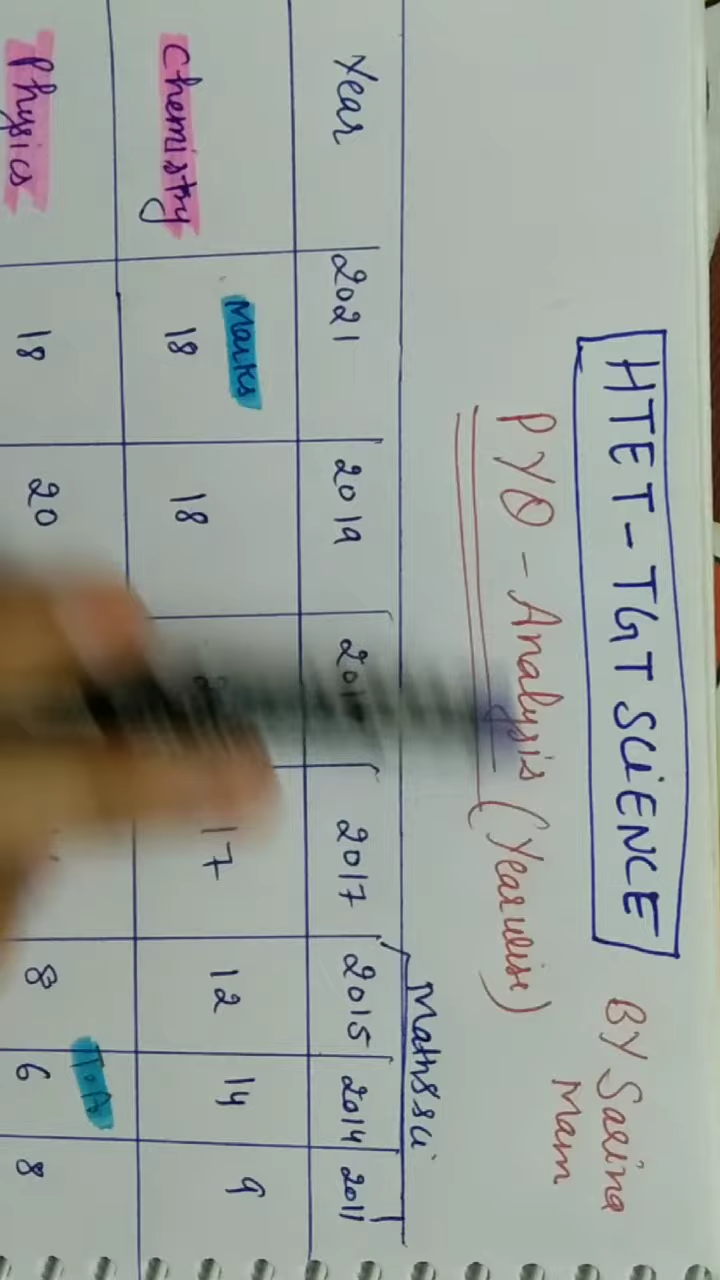 HTET-TGT SCIENCE BY Sarina Mam
PYQ - Analysis (Yearwise)
Maths sci
Year 2021 2019 2017 2015 2014 2011
Marks
Chemistry 18 18 17 12 14 9
Physics 18 20 8 6 8